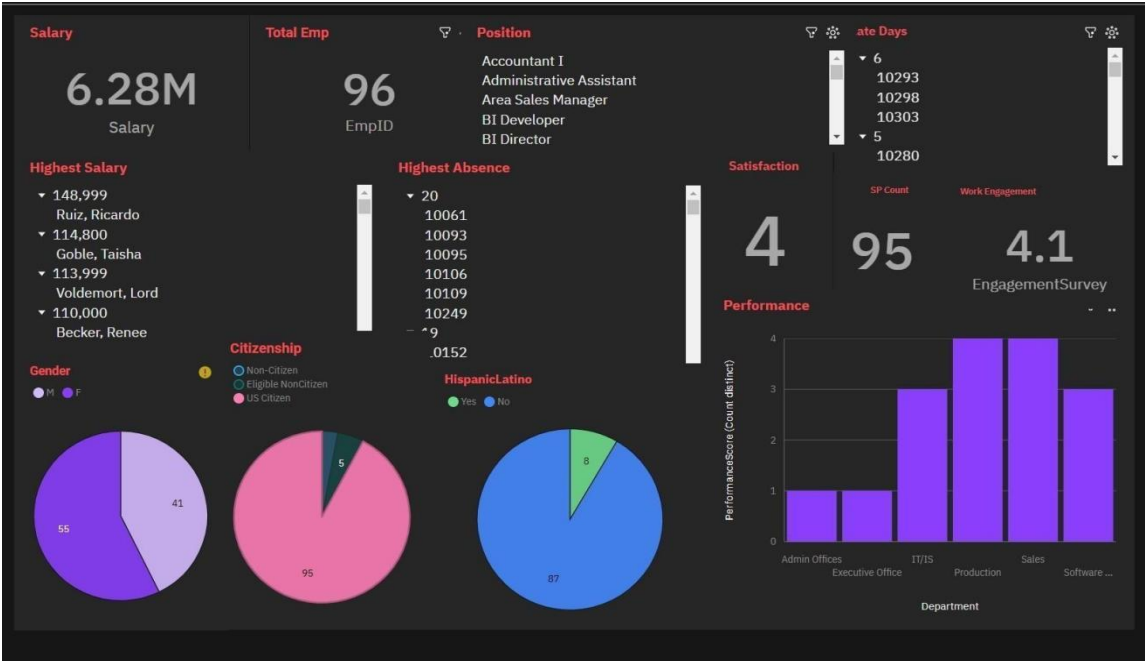 Salary
Total Emp
Position
ate Days
6.28M
Salary
96
EmpID
Accountant I
Administrative Assistant
Area Sales Manager
BI Developer
BI Director
6
10293
10298
10303
5
10280
Highest Salary
148,999
Ruiz, Ricardo
114,800
Goble, Taisha
113,999
Voldemort, Lord
110,000
Becker, Renee
Highest Absence
20
10061
10093
10095
10106
10109
10249
.0152
Satisfaction
4
SP Count
95
Work Engagement
4.1
EngagementSurvey
Gender
M F
55
41
Citizenship
Non-Citizen
Eligible NonCitizen
US Citizen
5
95
HispanicLatino
Yes No
8
87
Performance
PerformanceScore (Count distinct)
4
3
2
1
0
Admin Offices
Executive Office
IT/IS
Production
Sales
Software ...
Department